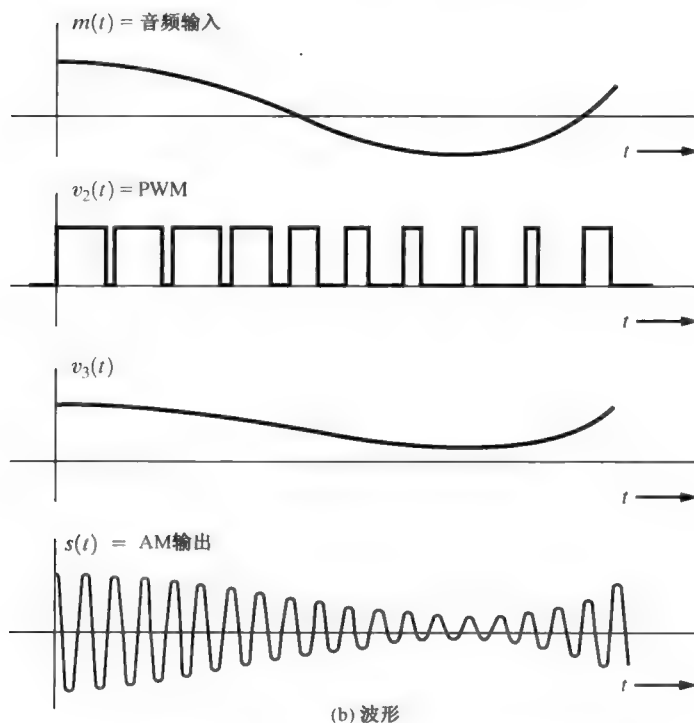 m(t) = 音频输入
t
v₂(t) = PWM
t
v₃(t)
t
s(t) = AM输出
t
(b) 波形